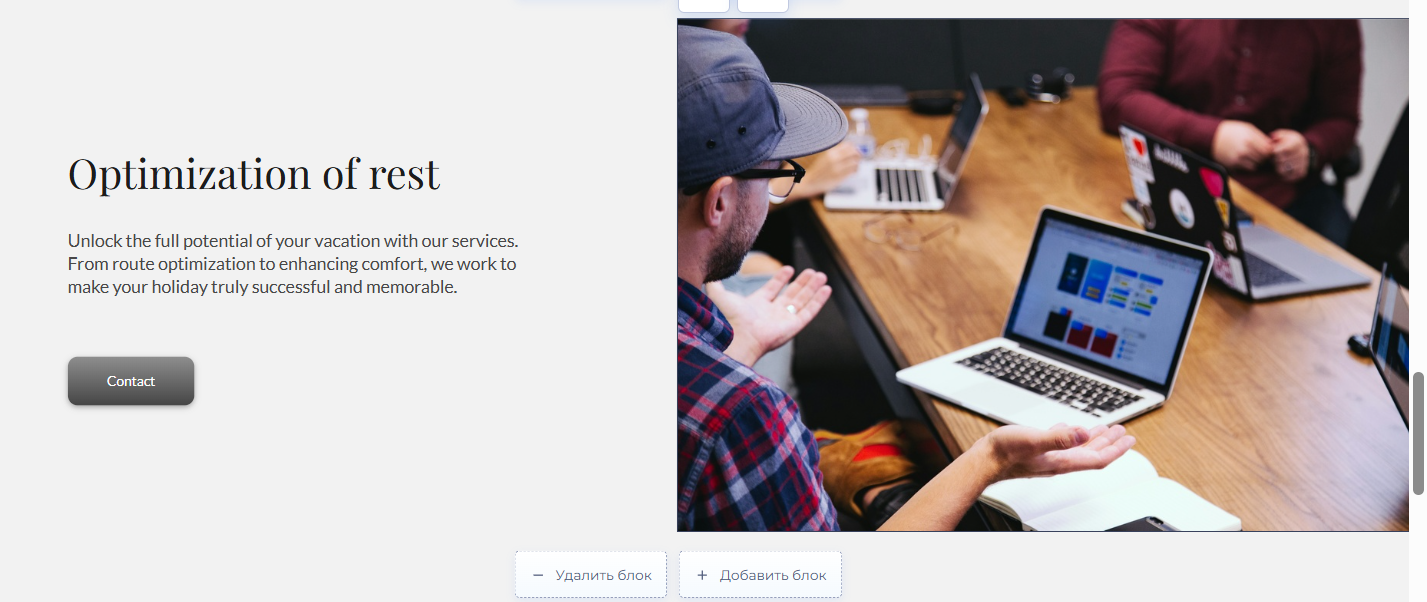 Optimization of rest
Unlock the full potential of your vacation with our services.
From route optimization to enhancing comfort, we work to
make your holiday truly successful and memorable.
Contact
− Удалить блок
+ Добавить блок